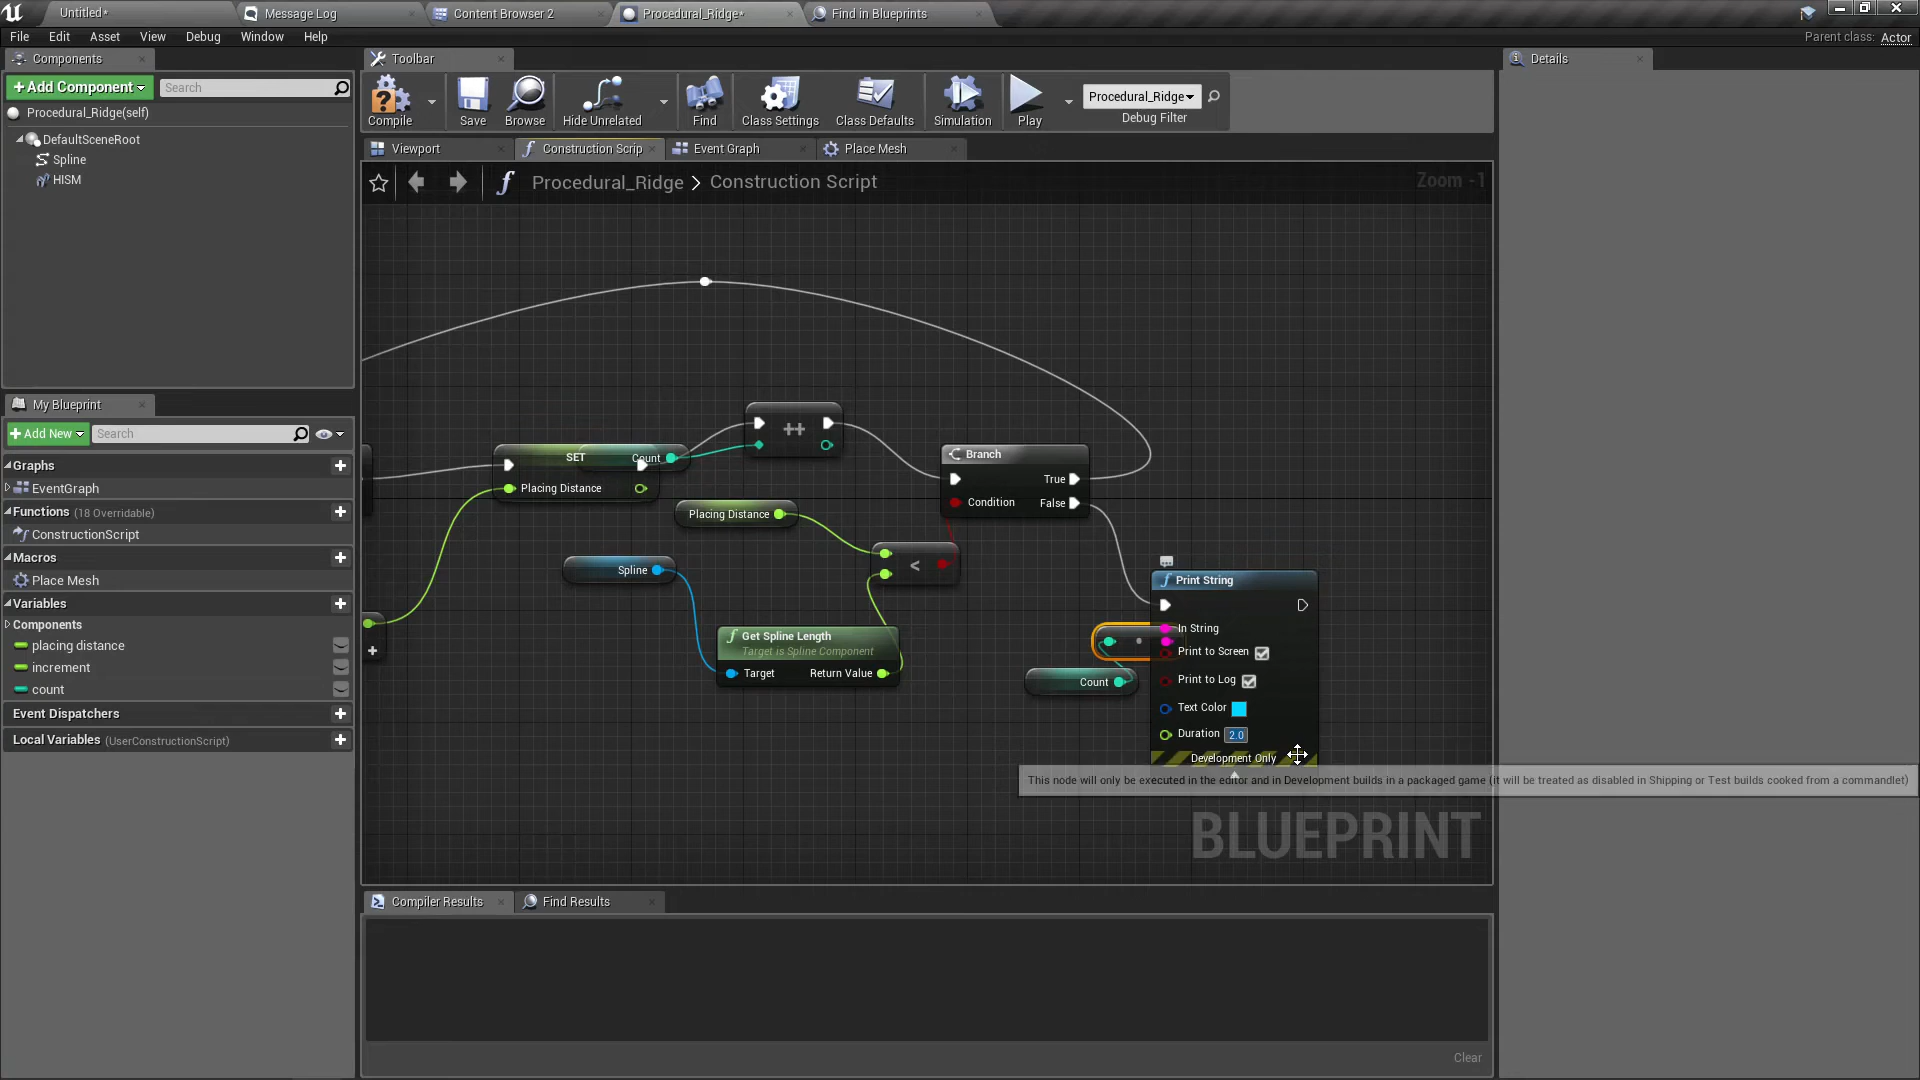 Untitled*
Message Log
Content Browser 2
Procedural_Ridge*
Find in Blueprints
File Edit Asset View Debug Window Help
Parent class: Actor
Components
Add Component
Search
Procedural_Ridge(self)
DefaultSceneRoot
Spline
HISM
Toolbar
Compile
Save
Browse
Hide Unrelated
Find
Class Settings
Class Defaults
Simulation
Play
Procedural_Ridge
Debug Filter
Details
Viewport
Construction Scrip
Event Graph
Place Mesh
Procedural_Ridge > Construction Script
Zoom -1
My Blueprint
Add New
Search
Graphs
EventGraph
Functions (18 Overridable)
ConstructionScript
Macros
Place Mesh
Variables
Components
placing distance
increment
count
Event Dispatchers
Local Variables (UserConstructionScript)
SET
Placing Distance
Count
++
Placing Distance
Spline
<
Get Spline Length
Target is Spline Component
Target
Return Value
Branch
True
Condition
False
Print String
In String
Print to Screen
Print to Log
Text Color
Duration 2.0
Development Only
Count
This node will only be executed in the editor and in Development builds in a packaged game (it will be treated as disabled in Shipping or Test builds cooked from a commandlet)
BLUEPRINT
Compiler Results
Find Results
Clear